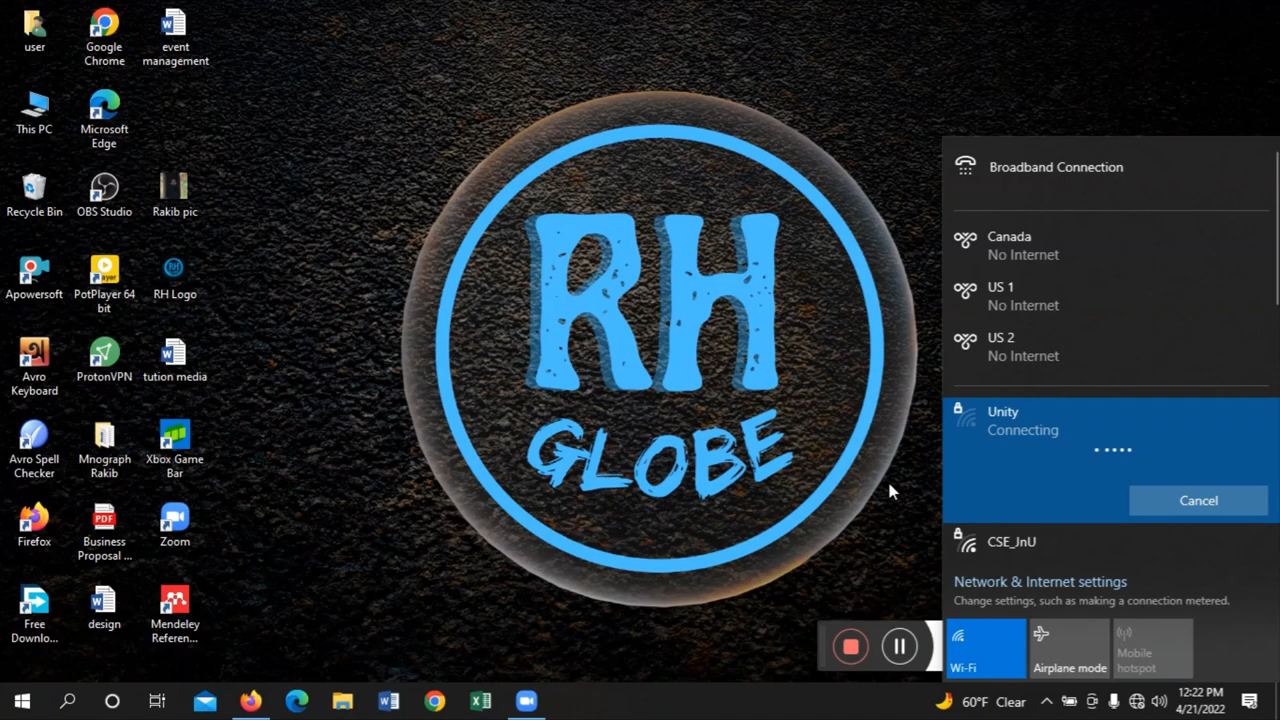 user
Google
Chrome
event
management
This PC
Microsoft
Edge
Recycle Bin
OBS Studio
Rakib pic
Apowersoft
PotPlayer 64
bit
RH Logo
Avro
Keyboard
ProtonVPN
tution media
Avro Spell
Checker
Mnograph
Rakib
Xbox Game
Bar
Firefox
Business
Proposal ...
Zoom
Free
Downlo...
design
Mendeley
Referen...
RH
GLOBE
Broadband Connection
Canada
No Internet
US 1
No Internet
US 2
No Internet
Unity
Connecting
Cancel
CSE_JnU
Network & Internet settings
Change settings, such as making a connection metered.
Wi-Fi
Airplane mode
Mobile
hotspot
60°F Clear
12:22 PM
4/21/2022